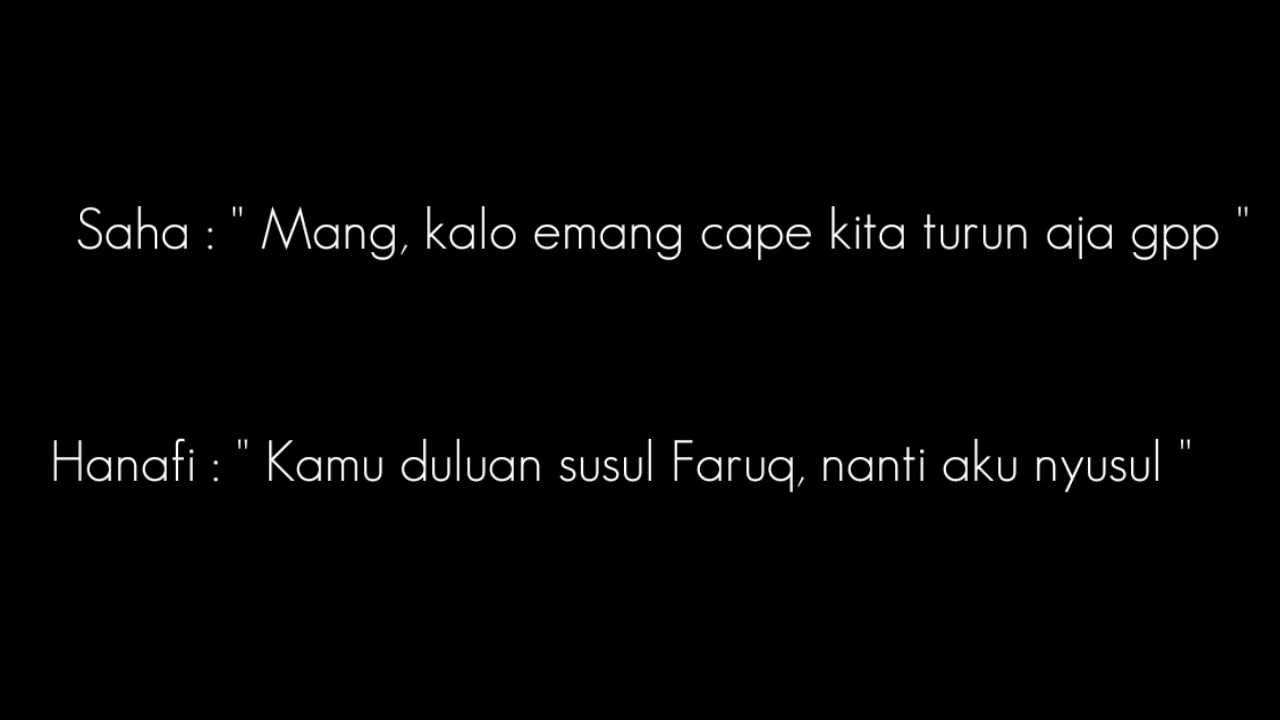 Saha : " Mang, kalo emang cape kita turun aja gpp "
Hanafi : " Kamu duluan susul Faruq, nanti aku nyusul "